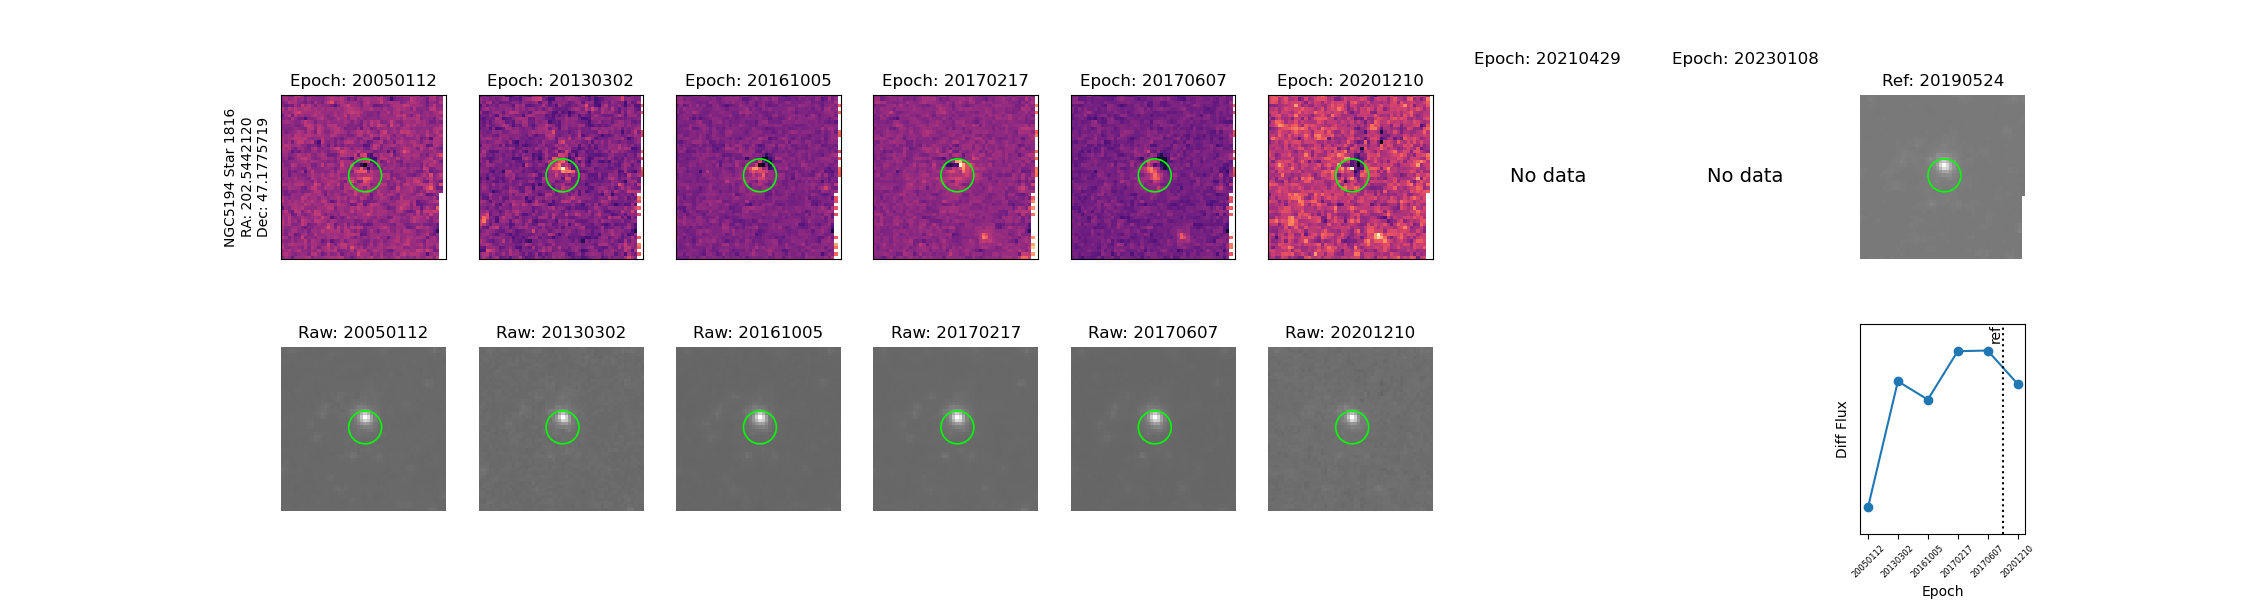 NGC5194 Star 1816
RA: 202.5442120
Dec: 47.1775719
Epoch: 20050112
Epoch: 20130302
Epoch: 20161005
Epoch: 20170217
Epoch: 20170607
Epoch: 20201210
Epoch: 20210429
Epoch: 20230108
Ref: 20190524
No data
No data
Raw: 20050112
Raw: 20130302
Raw: 20161005
Raw: 20170217
Raw: 20170607
Raw: 20201210
ref
Diff Flux
20050112
20130302
20161005
20170217
20170607
20201210
Epoch